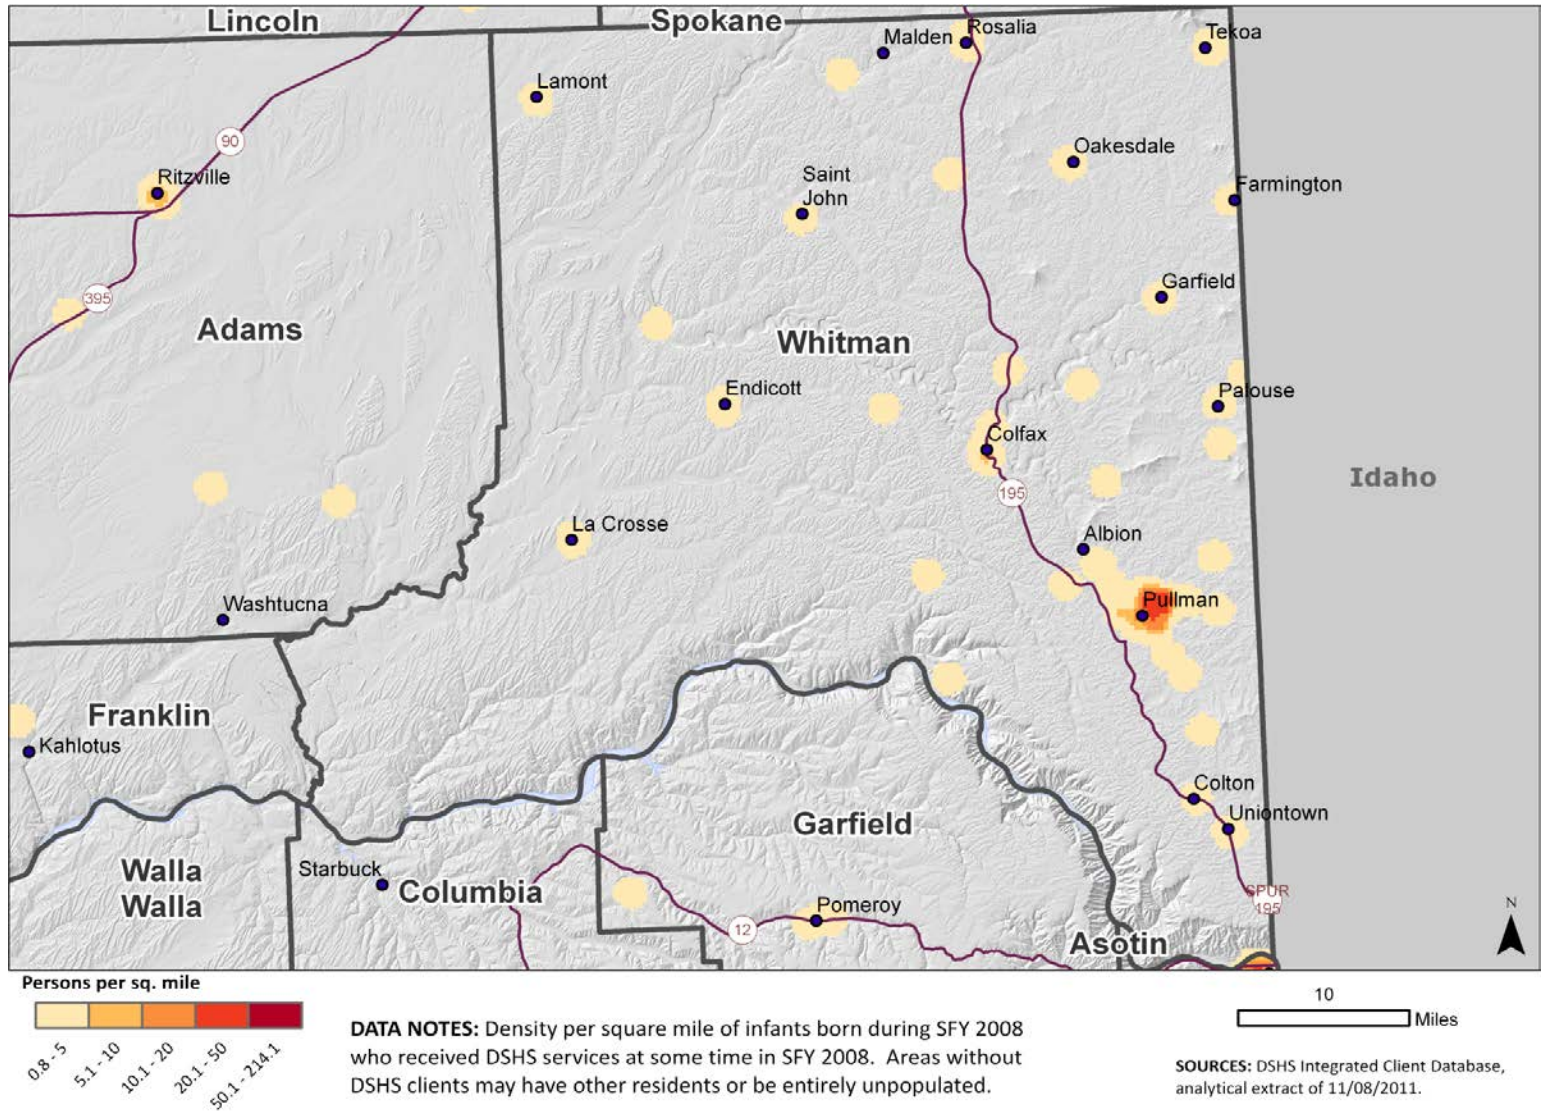 Lincoln
Spokane
Rosalia
Malden
Tekoa
Lamont
90
Oakesdale
Ritzville
Saint
John
Farmington
395
Garfield
Adams
Whitman
Endicott
Palouse
Colfax
Idaho
195
La Crosse
Albion
Washtucna
Pullman
Franklin
Kahlotus
Colton
Uniontown
Garfield
Walla
Walla
Starbuck
Columbia
SPUR
195
Pomeroy
12
Asotin
N
Persons per sq. mile
0.8 - 5
5.1 - 10
10.1 - 20
20.1 - 50
50.1 - 214.1
DATA NOTES: Density per square mile of infants born during SFY 2008
who received DSHS services at some time in SFY 2008. Areas without
DSHS clients may have other residents or be entirely unpopulated.
10
Miles
SOURCES: DSHS Integrated Client Database,
analytical extract of 11/08/2011.